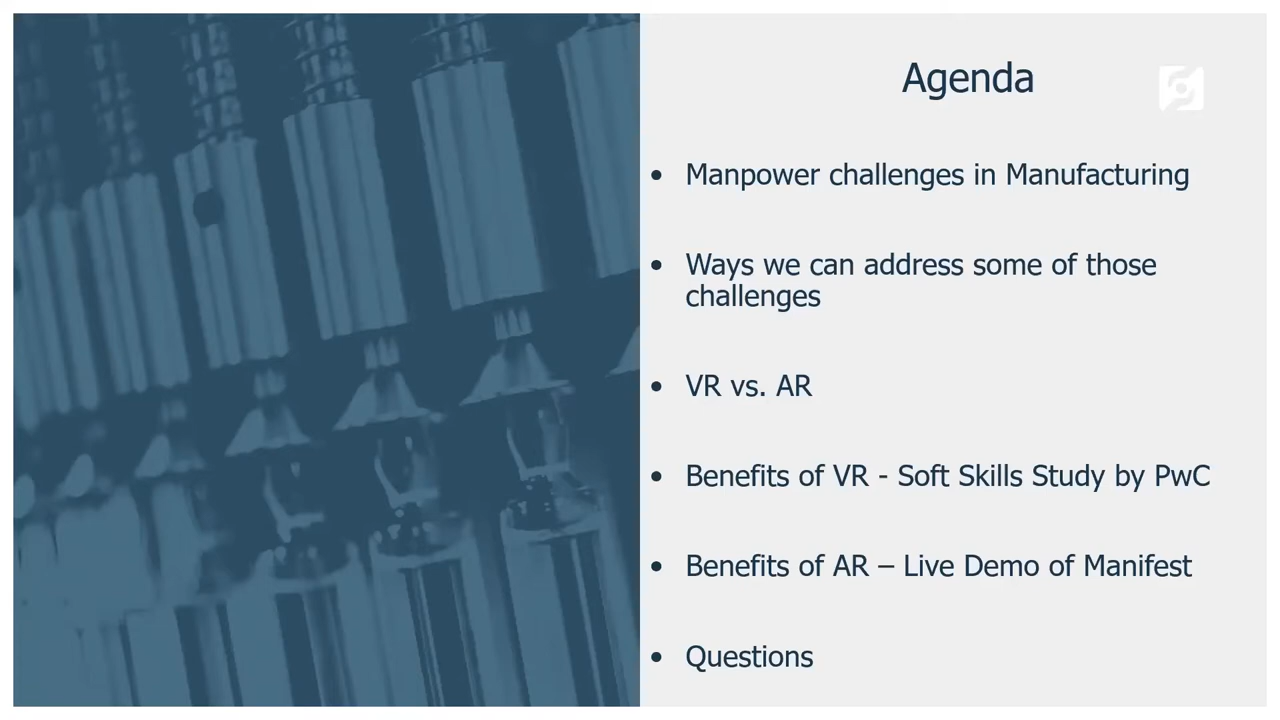 Agenda
• Manpower challenges in Manufacturing
• Ways we can address some of those
challenges
• VR vs. AR
• Benefits of VR - Soft Skills Study by PwC
• Benefits of AR – Live Demo of Manifest
• Questions